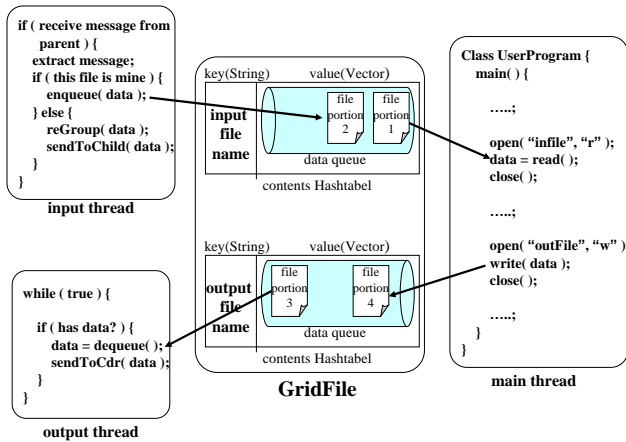 if ( receive message from
parent ) {
extract message;
if ( this file is mine ) {
enqueue( data );
} else {
reGroup( data );
sendToChild( data );
}
}
input thread
key(String) value(Vector)
input
file
name
file
portion
2
file
portion
1
data queue
contents Hashtabel
key(String) value(Vector)
output
file
name
file
portion
3
file
portion
4
data queue
contents Hashtabel
GridFile
while ( true ) {
if ( has data? ) {
data = dequeue( );
sendToCdr( data );
}
}
output thread
Class UserProgram {
main( ) {
…..;
open( “infile”, “r” );
data = read( );
close( );
…..;
open( “outFile”, “w” )
write( data );
close( );
…..;
}
}
main thread